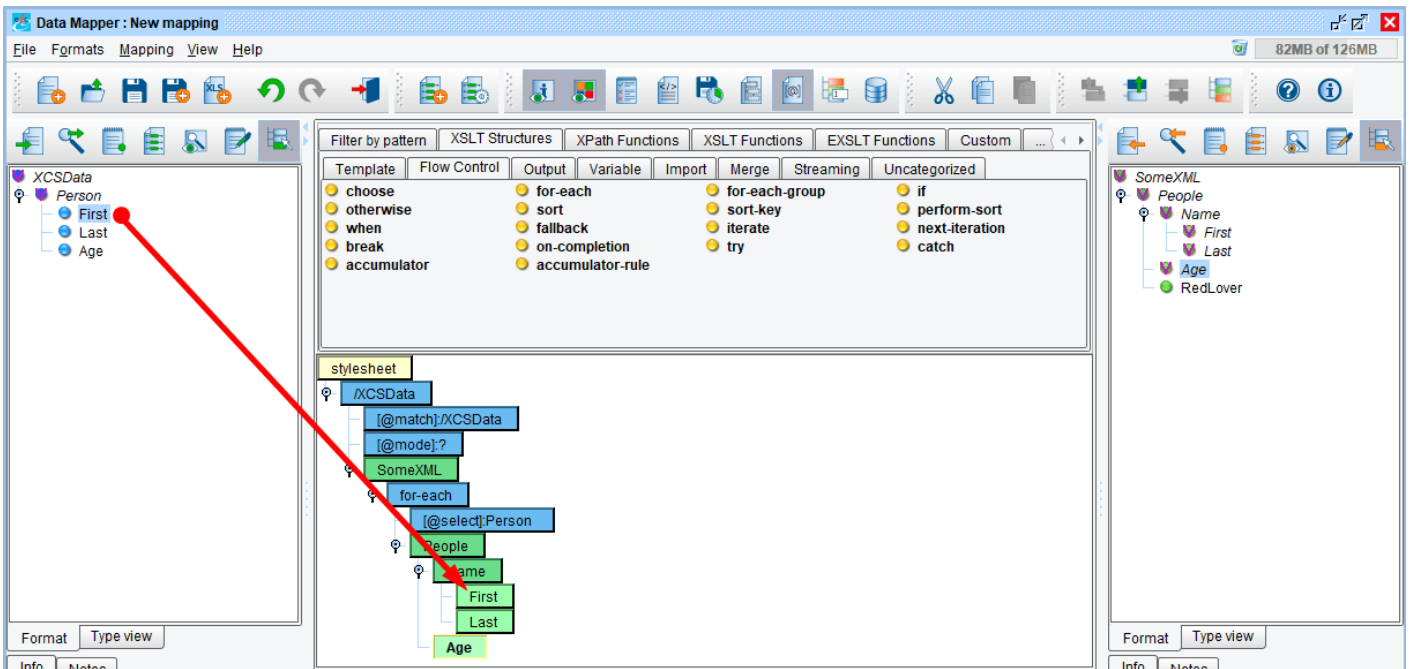 Data Mapper : New mapping
File Formats Mapping View Help
82MB of 126MB
XLS
Filter by pattern XSLT Structures XPath Functions XSLT Functions EXSLT Functions Custom ...
Template Flow Control Output Variable Import Merge Streaming Uncategorized
choose for-each for-each-group if
otherwise sort sort-key perform-sort
when fallback iterate next-iteration
break on-completion try catch
accumulator accumulator-rule
XCSData
Person
First
Last
Age
stylesheet
/XCSData
[@match]:/XCSData
[@mode]:?
SomeXML
for-each
[@select]:Person
People
Name
First
Last
Age
SomeXML
People
Name
First
Last
Age
RedLover
Format Type view
Info Notes
Format Type view
Info Notes